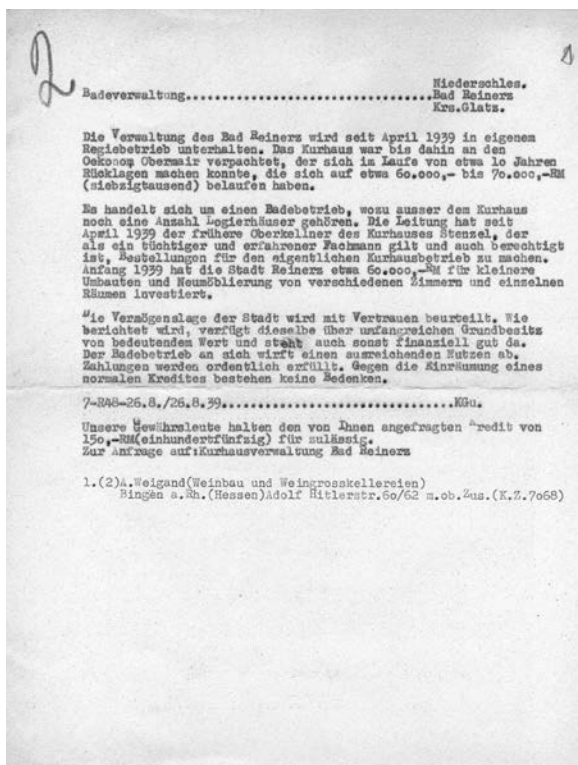 2
Niederschles.
Badeverwaltung...................................Bad Reinerz
Krs.Glatz.
Die Verwaltung des Bad Reinerz wird seit April 1939 in eigenem
Regiebetrieb unterhalten. Das Kurhaus war bis dahin an den
Oekonom Obermair verpachtet, der sich im Laufe von etwa 1o Jahren
Rücklagen machen konnte, die sich auf etwa 6o.ooo,- bis 7o.ooo,-RM
(siebzigtausend) belaufen haben.
Es handelt sich um einen Badebetrieb, wozu ausser dem Kurhaus
noch eine Anzahl Logierhäuser gehören. Die Leitung hat seit
April 1939 der frühere Oberkellner des Kurhauses Stenzel, der
als ein tüchtiger und erfahrener Fachmann gilt und auch berechtigt
ist, Bestellungen für den eigentlichen Kurhausbetrieb zu machen.
Anfang 1939 hat die Stadt Reinerz etwa 6o.ooo,-RM für kleinere
Umbauten und Neumöblierung von verschiedenen Zimmern und einzelnen
Räumen investiert.
Die Vermögenslage der Stadt wird mit Vertrauen beurteilt. Wie
berichtet wird, verfügt dieselbe über umfangreichen Grundbesitz
von bedeutendem Wert und steht auch sonst finanziell gut da.
Der Badebetrieb an sich wirft einen ausreichenden Nutzen ab.
Zahlungen werden ordentlich erfüllt. Gegen die Einräumung eines
normalen Kredites bestehen keine Bedenken.
7-R48-26.8./26.8.39..............................KGu.
Unsere Gewährsleute halten den von Ihnen angefragten Kredit von
15o,-RM(einhundertfünfzig) für zulässig.
Zur Anfrage auf:Kurhausverwaltung Bad Reinerz
1.(2)A.Weigand(Weinbau und Weingrosskellereien)
Bingen a.Rh.(Hessen)Adolf Hitlerstr.6o/62 m.ob.Zus.(K.Z.7o68)